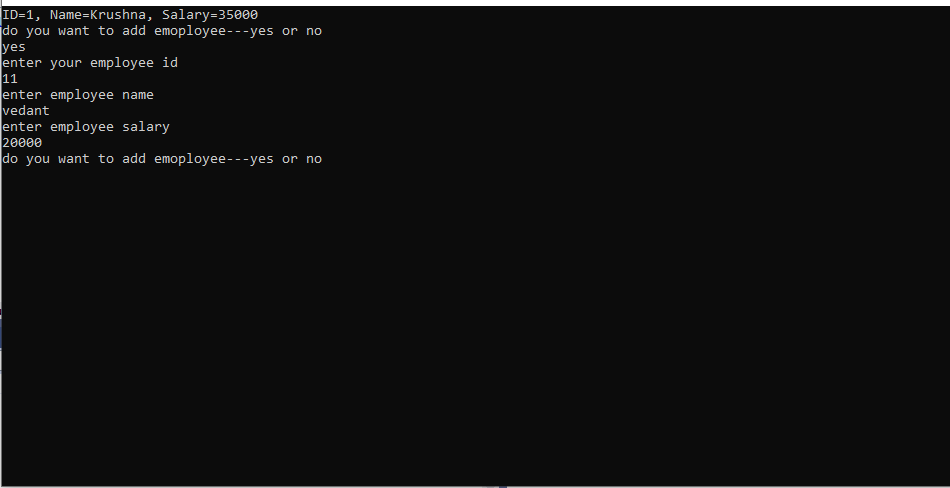 ID=1, Name=Krushna, Salary=35000
do you want to add emoployee---yes or no
yes
enter your employee id
11
enter employee name
vedant
enter employee salary
20000
do you want to add emoployee---yes or no